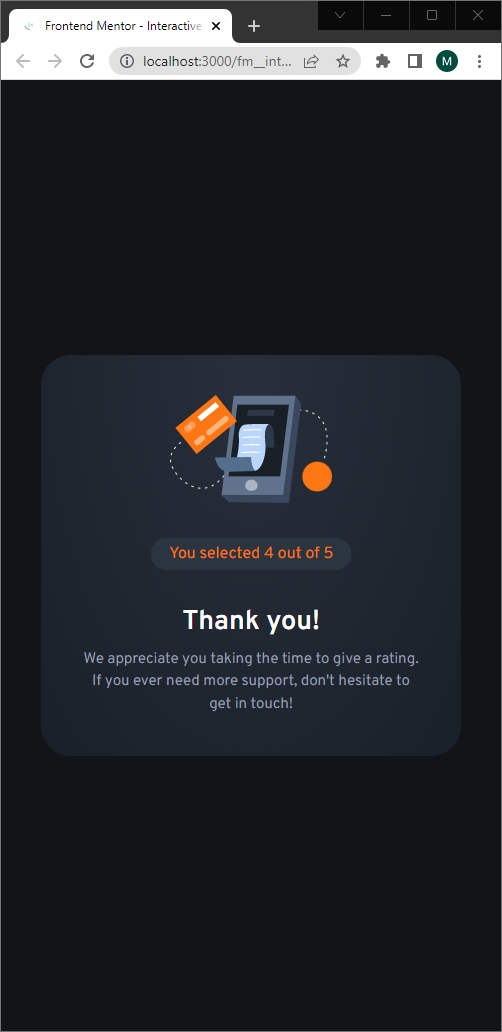 Frontend Mentor - Interactive
localhost:3000/fm__int...
M
You selected 4 out of 5
Thank you!
We appreciate you taking the time to give a rating.
If you ever need more support, don't hesitate to
get in touch!